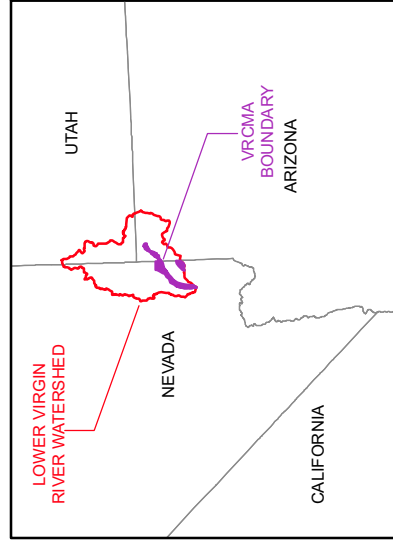 UTAH
VRCMA
BOUNDARY
ARIZONA
LOWER VIRGIN
RIVER WATERSHED
NEVADA
CALIFORNIA